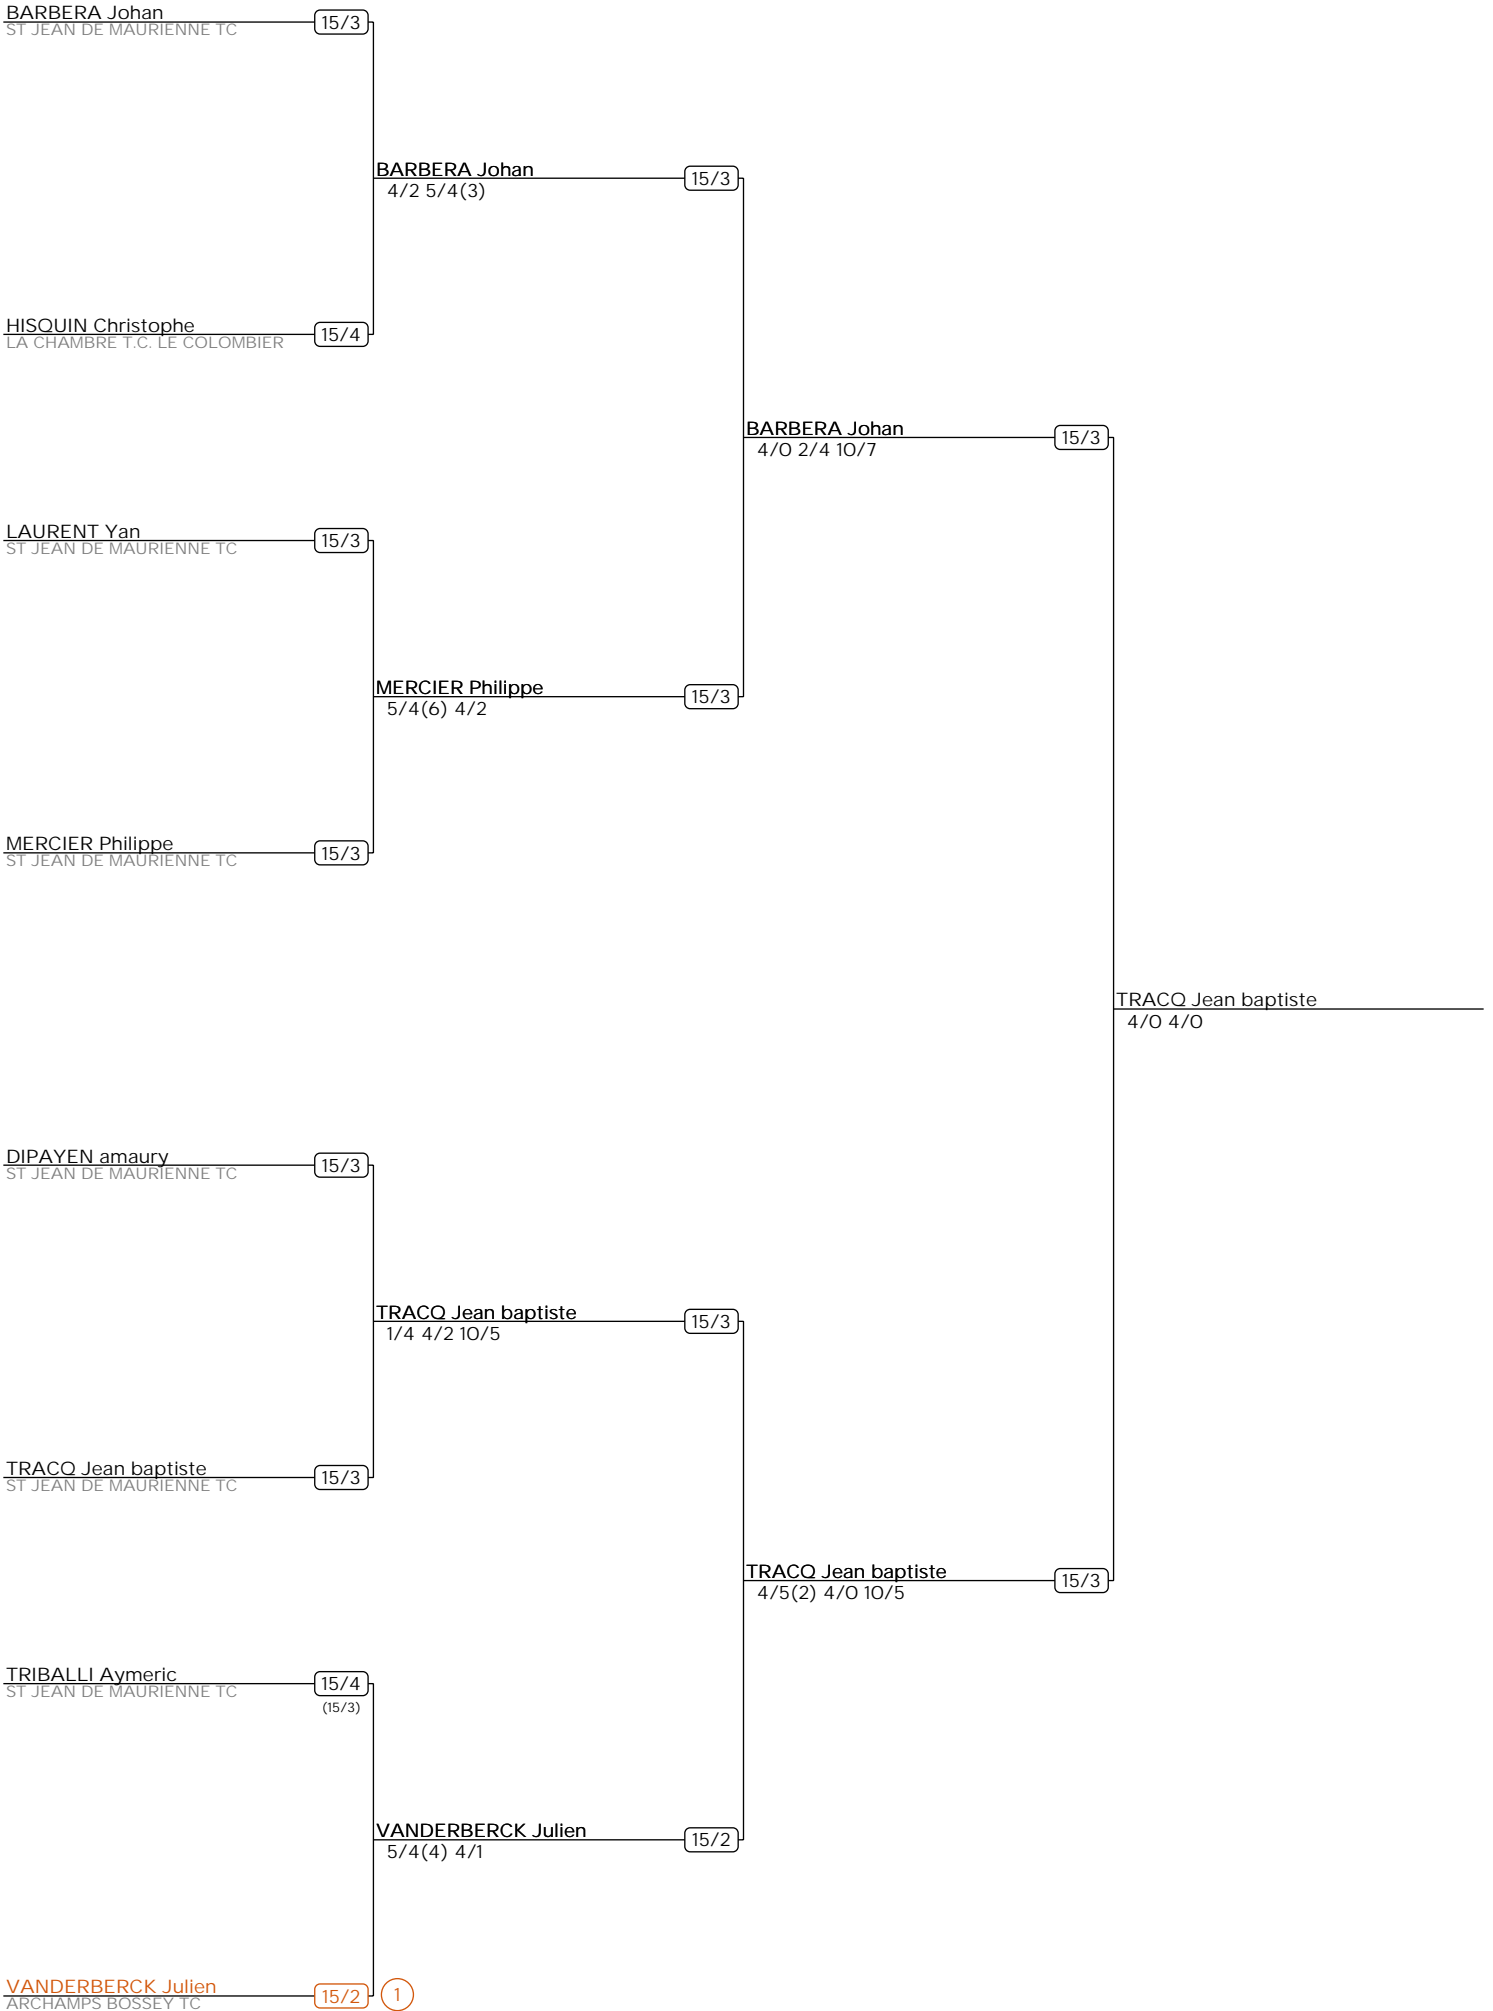 BARBERA Johan
ST JEAN DE MAURIENNE TC
15/3
BARBERA Johan
4/2 5/4(3)
15/3
HISQUIN Christophe
LA CHAMBRE T.C. LE COLOMBIER
15/4
BARBERA Johan
4/0 2/4 10/7
15/3
LAURENT Yan
ST JEAN DE MAURIENNE TC
15/3
MERCIER Philippe
5/4(6) 4/2
15/3
MERCIER Philippe
ST JEAN DE MAURIENNE TC
15/3
TRACQ Jean baptiste
4/0 4/0
DIPAYEN amaury
ST JEAN DE MAURIENNE TC
15/3
TRACQ Jean baptiste
1/4 4/2 10/5
15/3
TRACQ Jean baptiste
ST JEAN DE MAURIENNE TC
15/3
TRACQ Jean baptiste
4/5(2) 4/0 10/5
15/3
TRIBALLI Aymeric
ST JEAN DE MAURIENNE TC
15/4
(15/3)
VANDERBERCK Julien
5/4(4) 4/1
15/2
VANDERBERCK Julien
ARCHAMPS BOSSEY TC
15/2
1